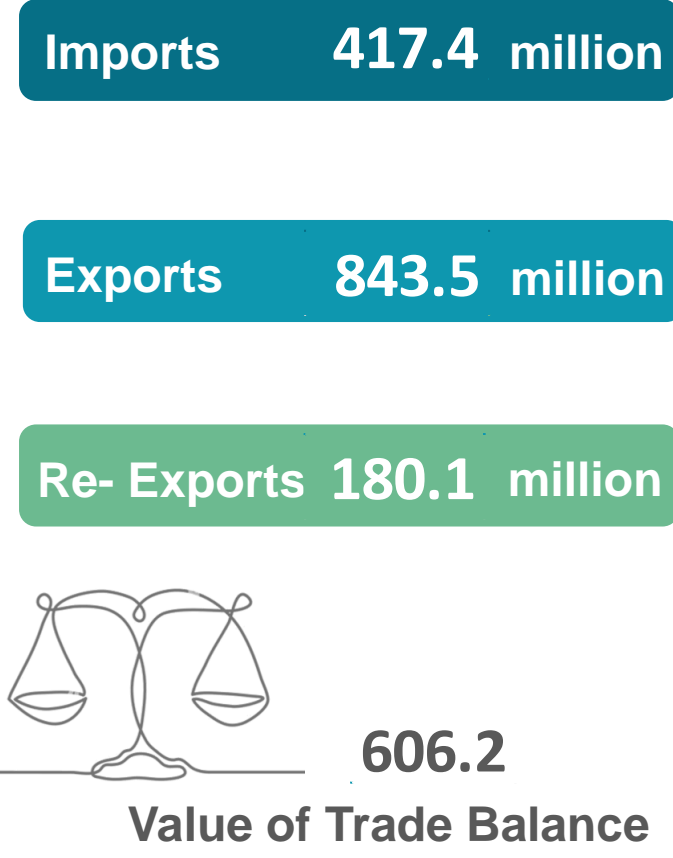 Imports 417.4 million
Exports 843.5 million
Re- Exports 180.1 million
606.2
Value of Trade Balance